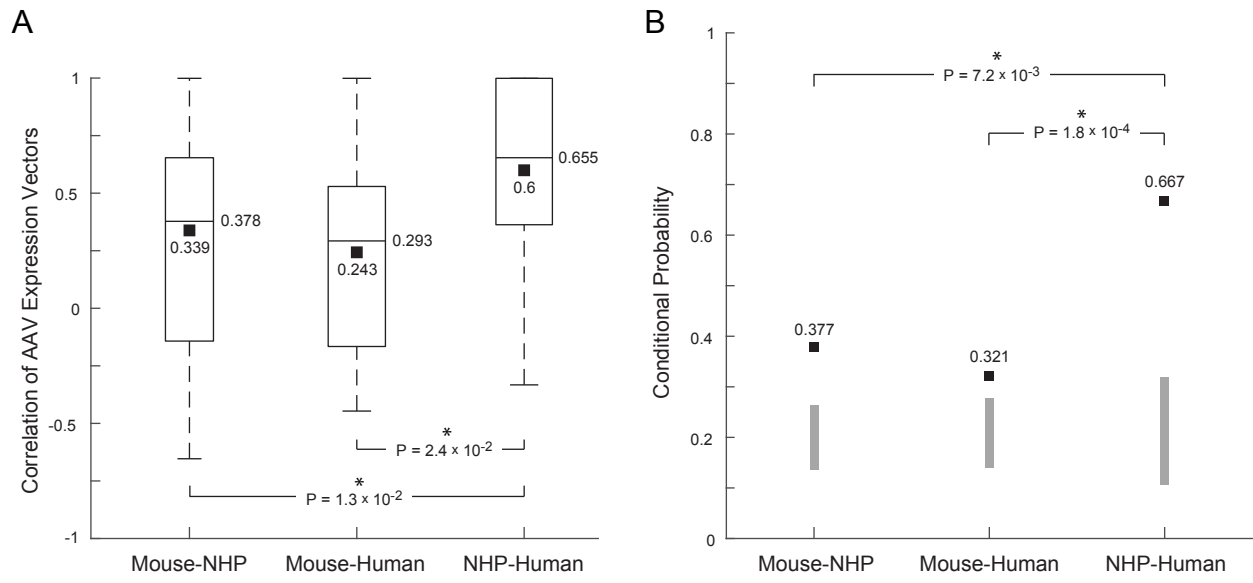 A
Correlation of AAV Expression Vectors
1
0.5
0
-0.5
-1
0.378
0.339
0.293
0.243
0.655
0.6
*
P = 2.4 x 10-2
*
P = 1.3 x 10-2
Mouse-NHP
Mouse-Human
NHP-Human
B
Conditional Probability
1
0.8
0.6
0.4
0.2
0
*
P = 7.2 x 10-3
*
P = 1.8 x 10-4
0.377
0.321
0.667
Mouse-NHP
Mouse-Human
NHP-Human